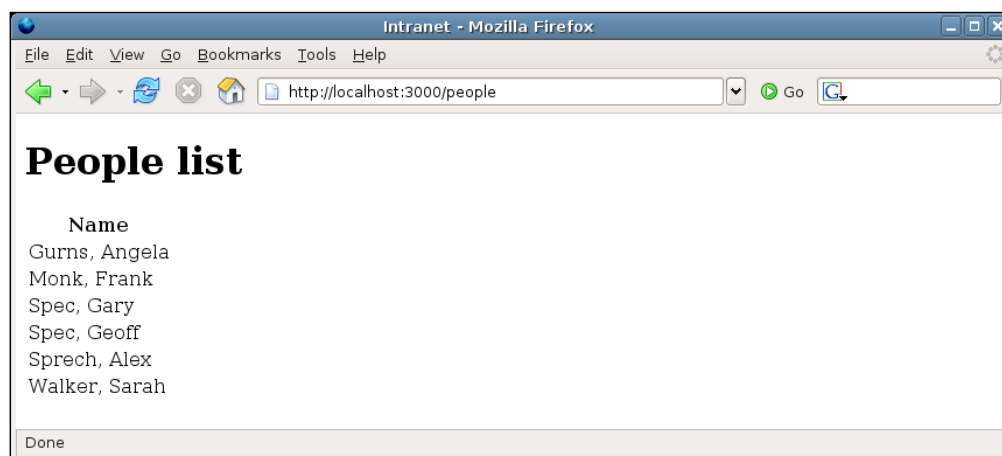 Intranet - Mozilla Firefox
File Edit View Go Bookmarks Tools Help
http://localhost:3000/people Go G
People list
Name
Gurns, Angela
Monk, Frank
Spec, Gary
Spec, Geoff
Sprech, Alex
Walker, Sarah
Done